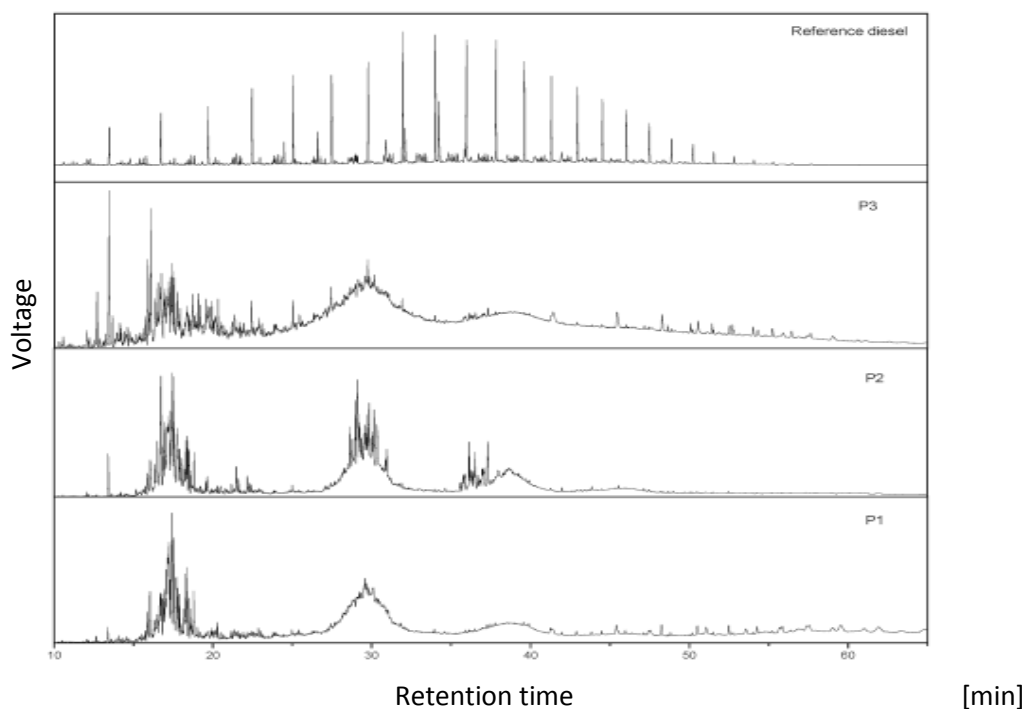 Reference diesel
P3
P2
P1
Voltage
10 20 30 40 50 60
Retention time [min]